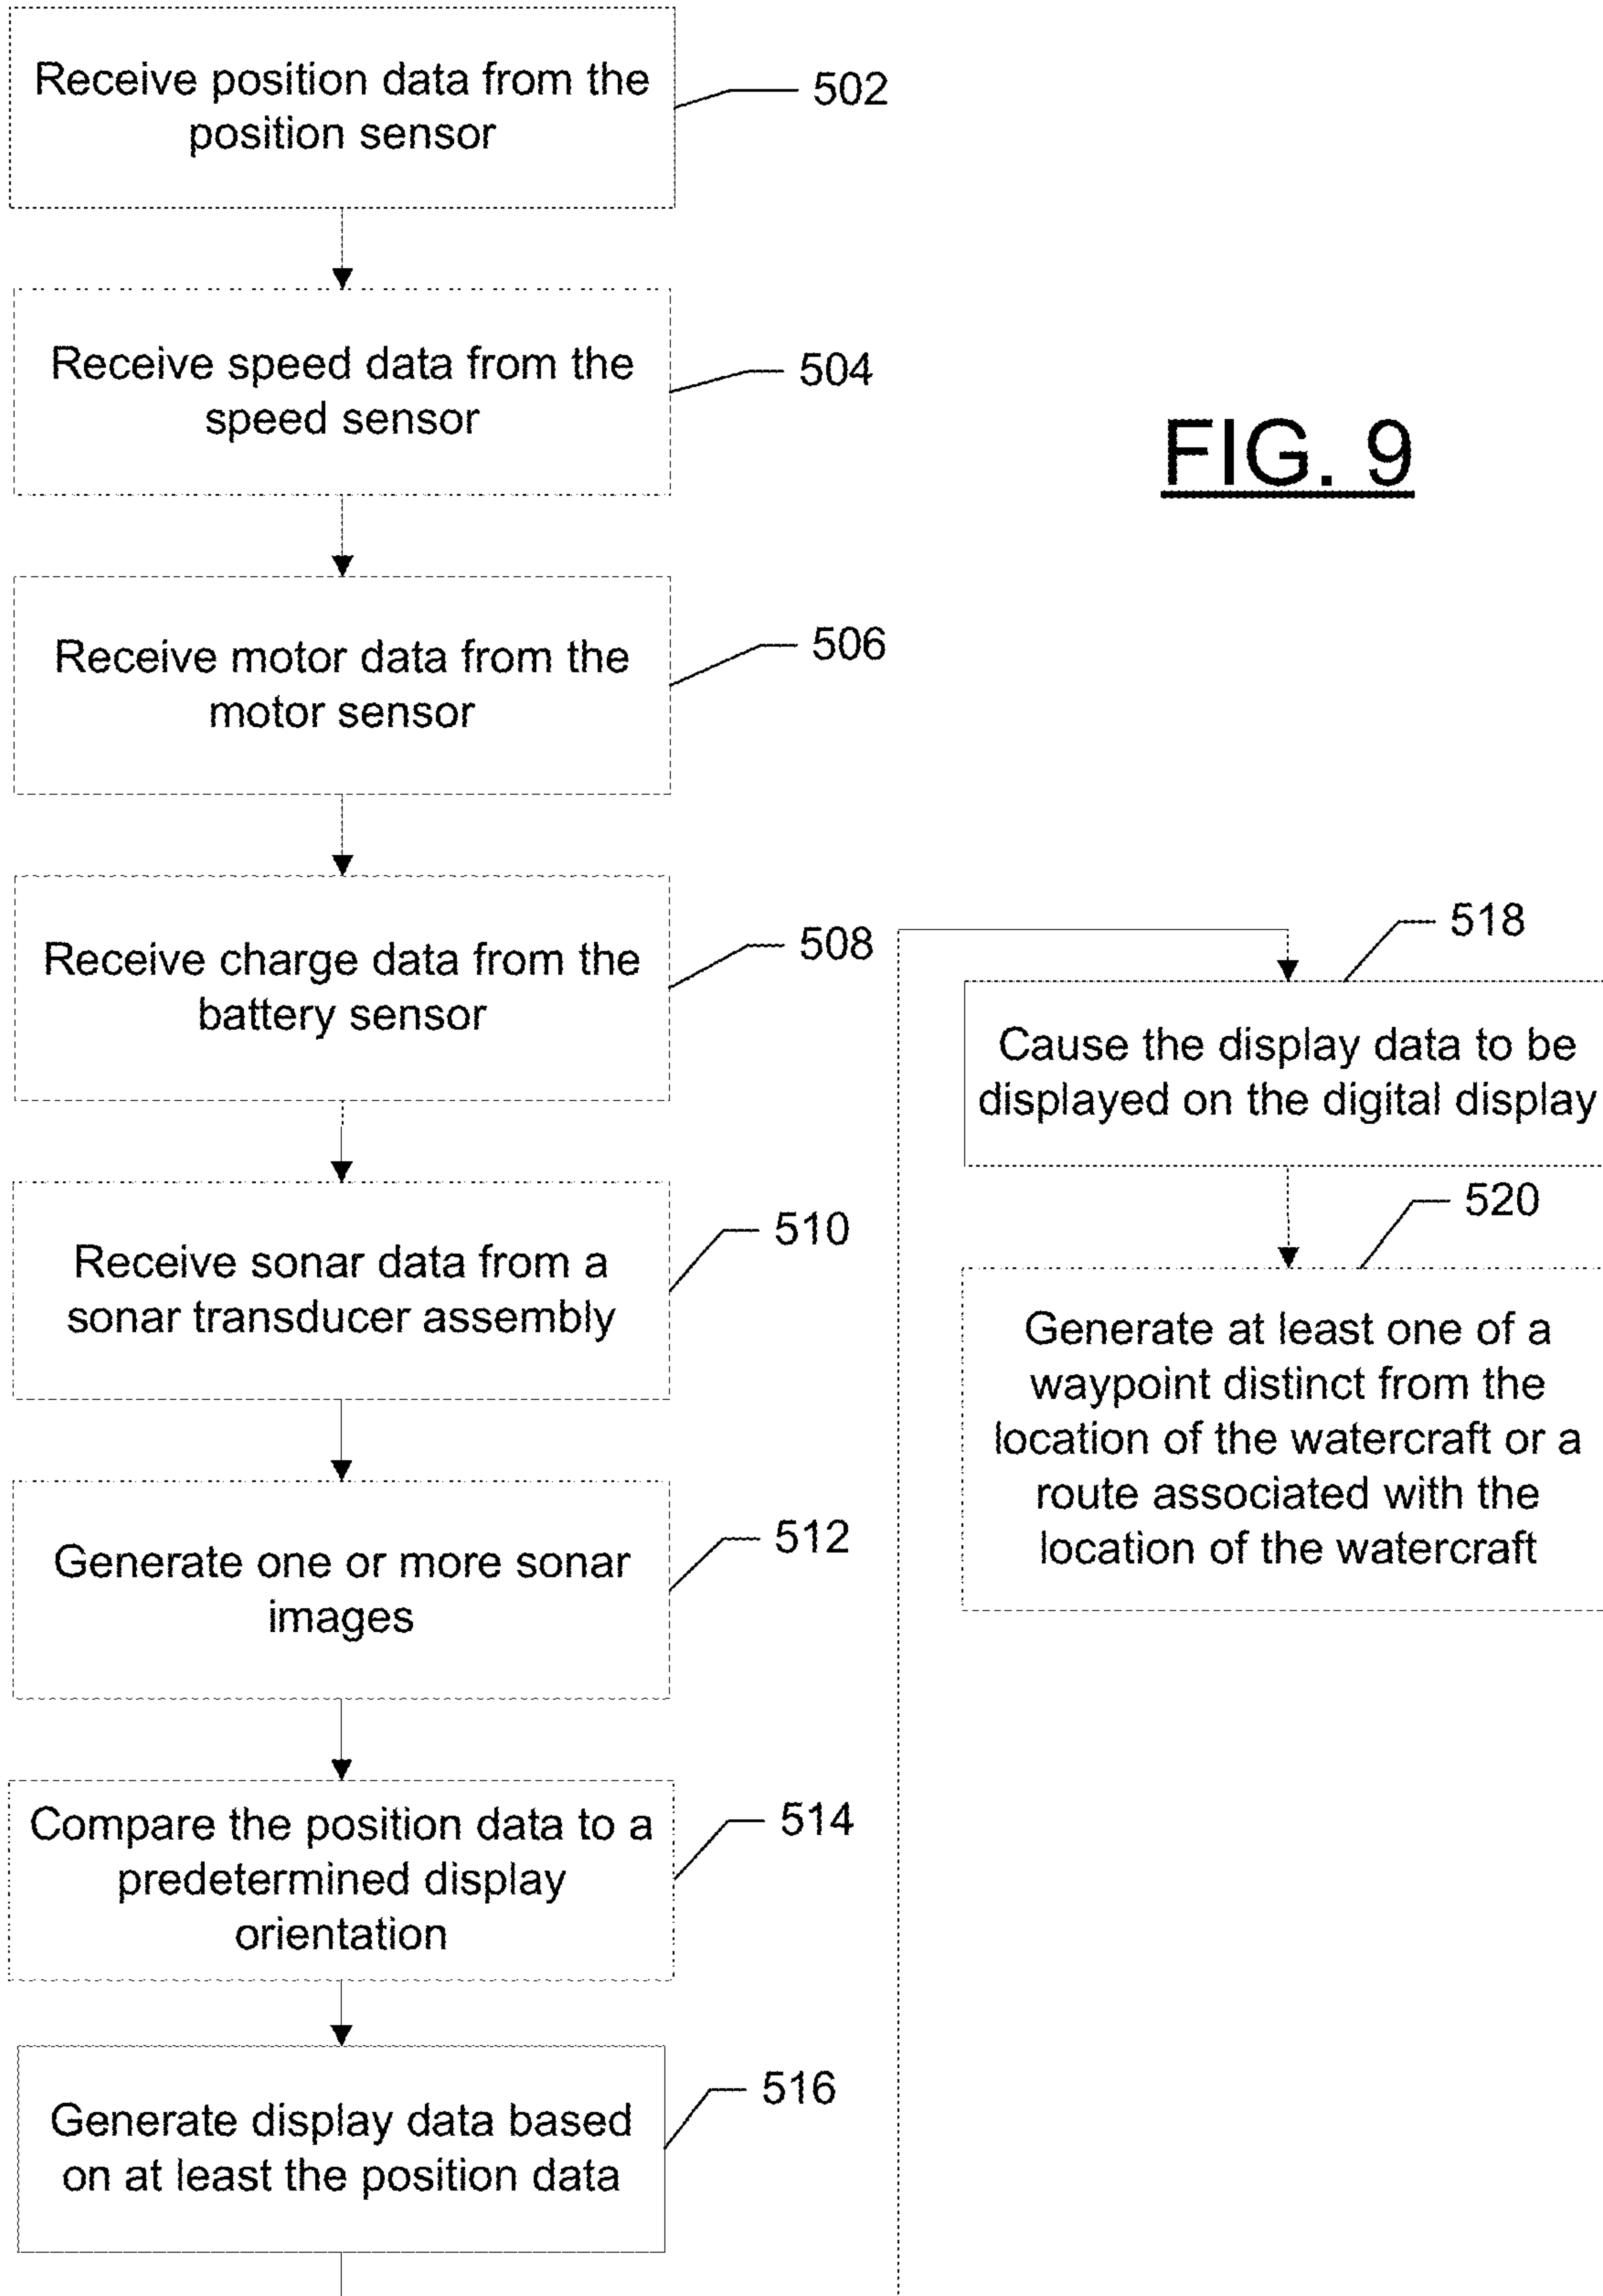 Receive position data from the
position sensor
502
Receive speed data from the
speed sensor
504
FIG. 9
Receive motor data from the
motor sensor
506
Receive charge data from the
battery sensor
508
Receive sonar data from a
sonar transducer assembly
510
Generate one or more sonar
images
512
Compare the position data to a
predetermined display
orientation
514
Generate display data based
on at least the position data
516
518
Cause the display data to be
displayed on the digital display
520
Generate at least one of a
waypoint distinct from the
location of the watercraft or a
route associated with the
location of the watercraft